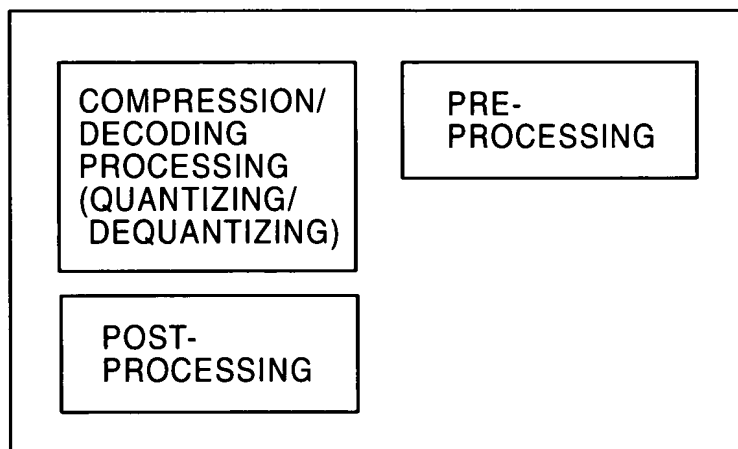 COMPRESSION/
DECODING
PROCESSING
(QUANTIZING/
DEQUANTIZING)
PRE-
PROCESSING
POST-
PROCESSING